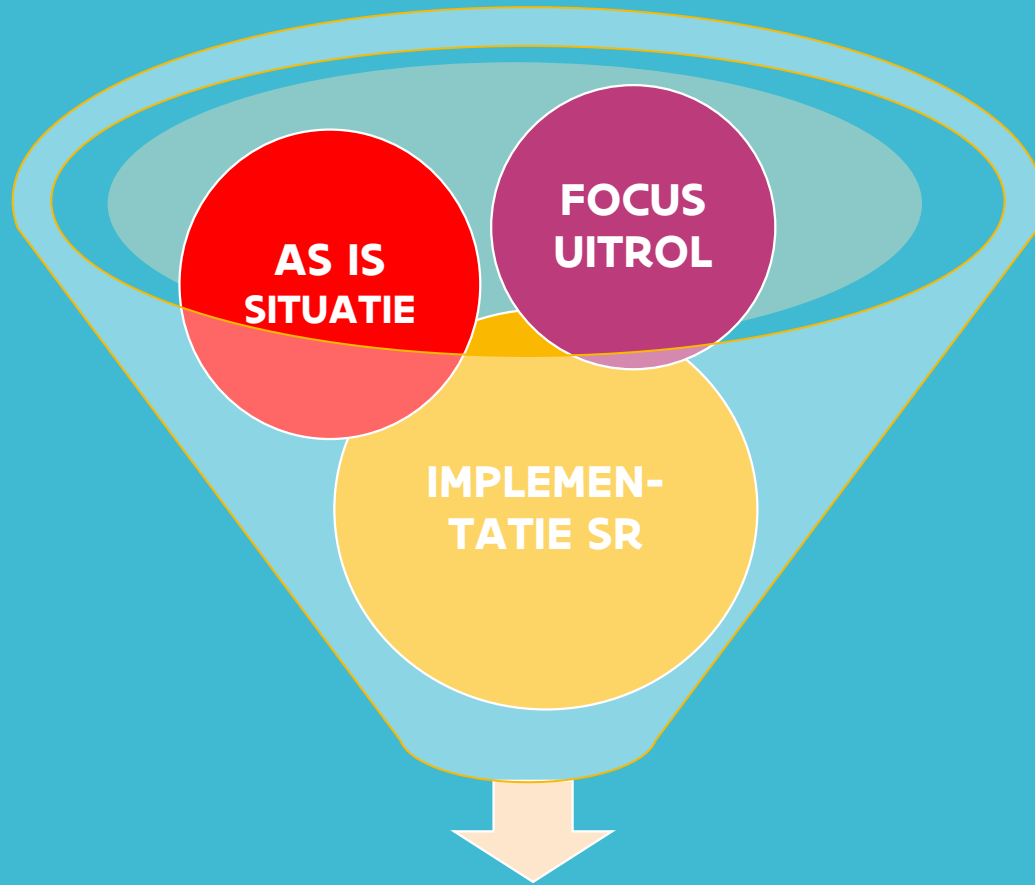 FOCUS
UITROL
AS IS
SITUATIE
IMPLEMEN-
TATIE SR